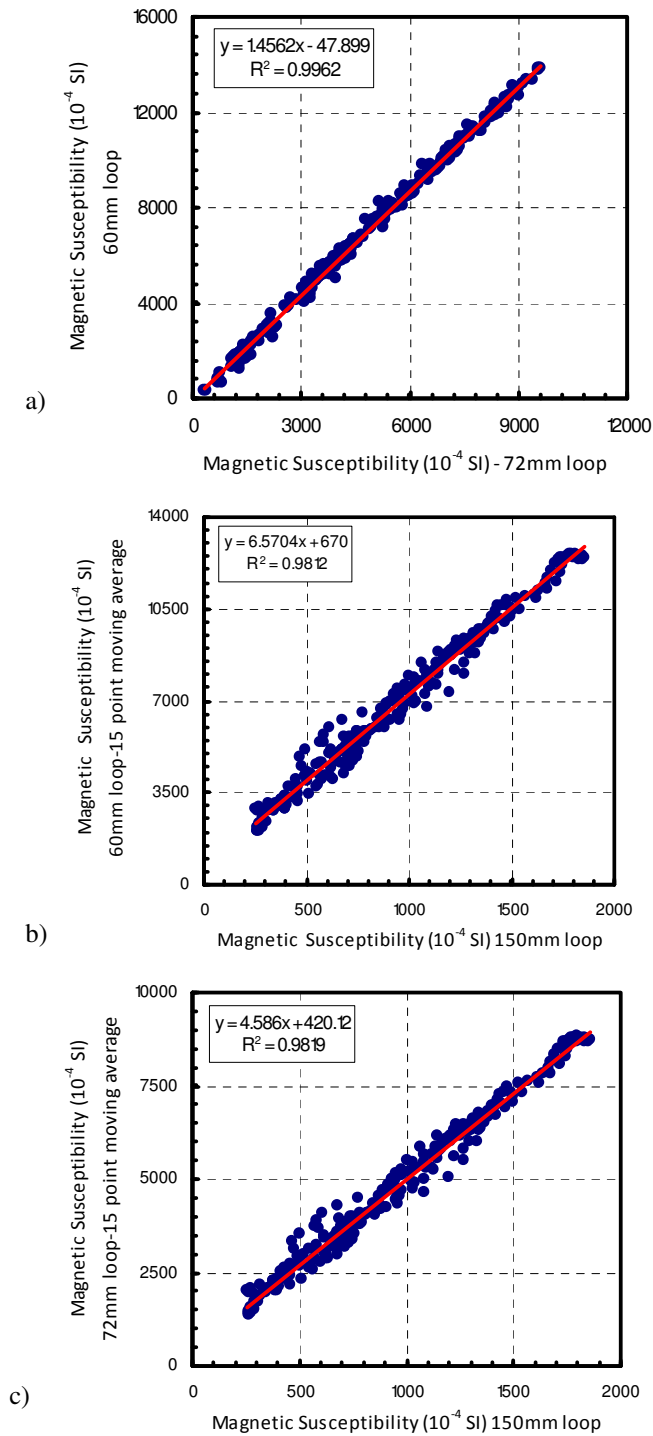 y = 1.4562x - 47.899
R² = 0.9962
Magnetic Susceptibility (10⁻⁴ SI)
60mm loop
16000
12000
8000
4000
0
0 3000 6000 9000 12000
Magnetic Susceptibility (10⁻⁴ SI) - 72mm loop
a)
y = 6.5704x + 670
R² = 0.9812
Magnetic Susceptibility (10⁻⁴ SI)
60mm loop-15 point moving average
14000
10500
7000
3500
0
0 500 1000 1500 2000
Magnetic Susceptibility (10⁻⁴ SI) 150mm loop
b)
y = 4.586x + 420.12
R² = 0.9819
Magnetic Susceptibility (10⁻⁴ SI)
72mm loop-15 point moving average
10000
7500
5000
2500
0
0 500 1000 1500 2000
Magnetic Susceptibility (10⁻⁴ SI) 150mm loop
c)